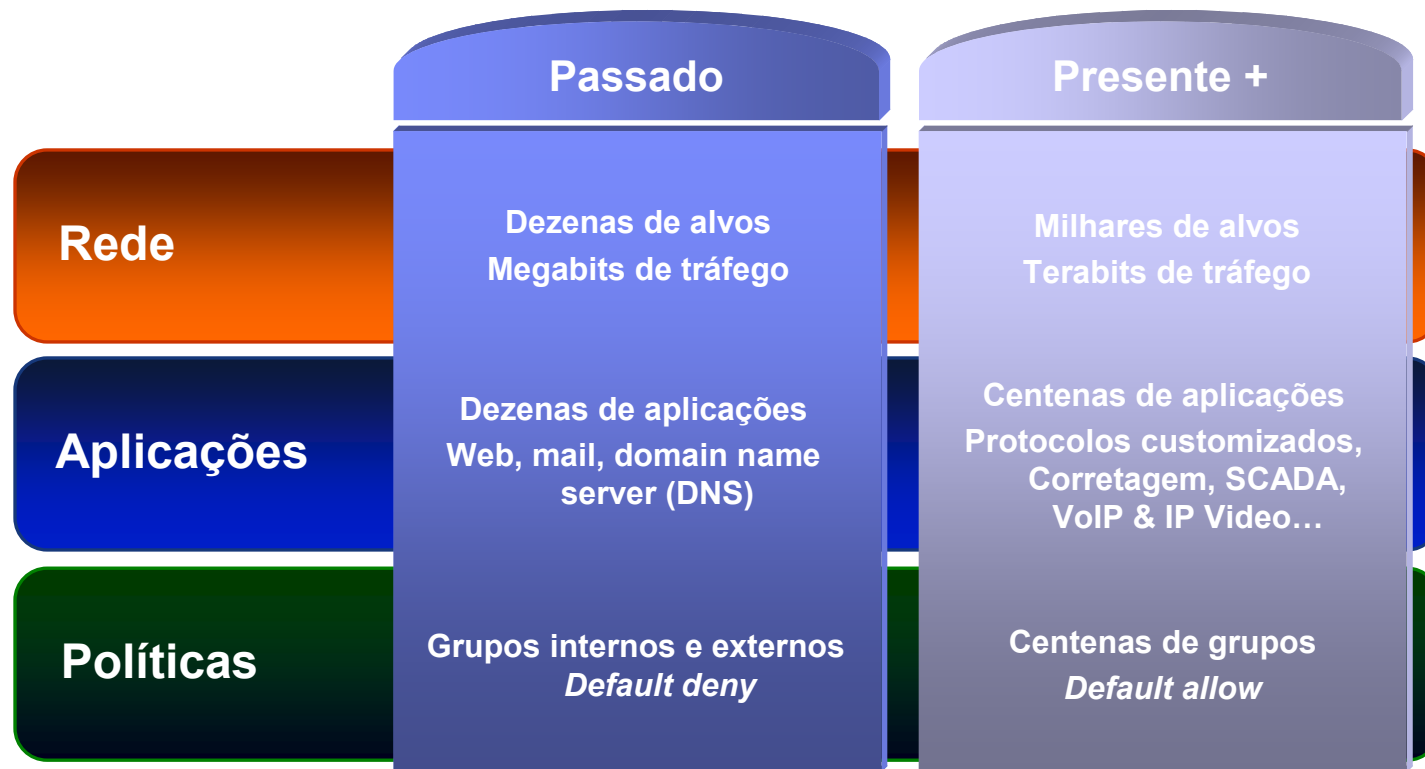 Passado
Presente +
Rede
Dezenas de alvos
Megabits de tráfego
Milhares de alvos
Terabits de tráfego
Aplicações
Dezenas de aplicações
Web, mail, domain name
server (DNS)
Centenas de aplicações
Protocolos customizados,
Corretagem, SCADA,
VoIP & IP Video…
Políticas
Grupos internos e externos
Default deny
Centenas de grupos
Default allow